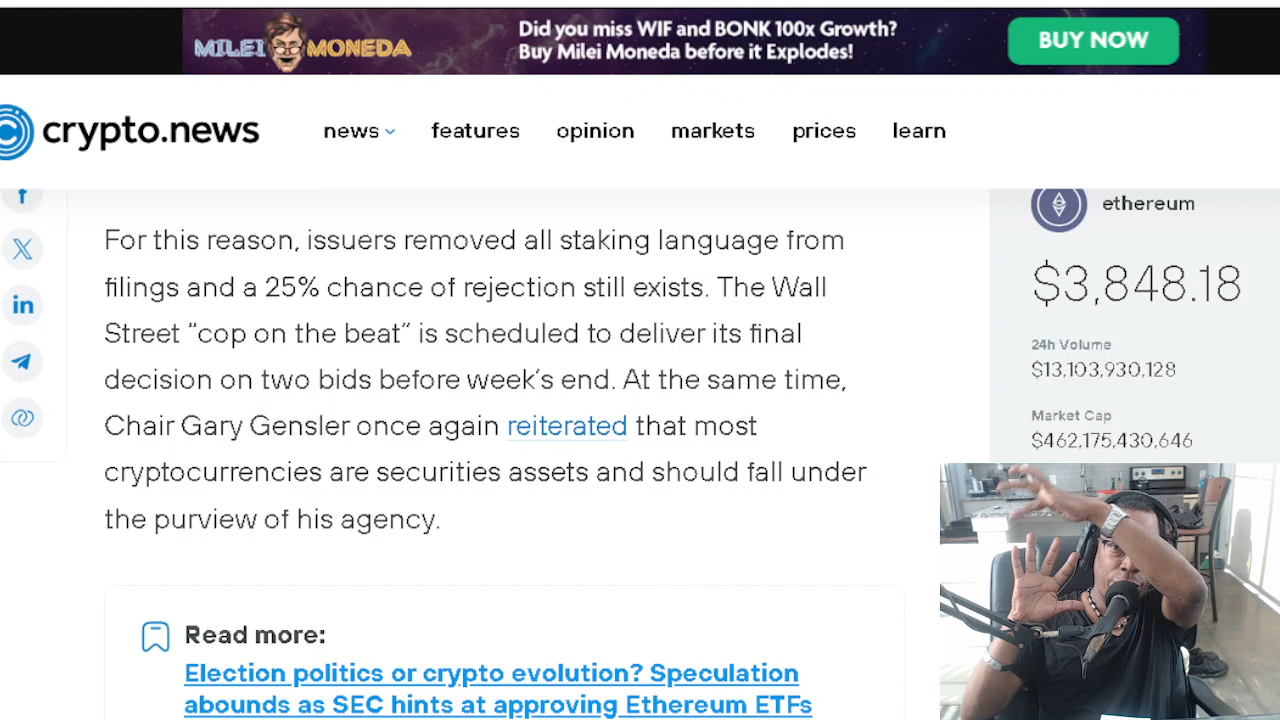 MILEI MONEDA
Did you miss WIF and BONK 100x Growth?
Buy Milei Moneda before it Explodes!
BUY NOW
crypto.news
news
features
opinion
markets
prices
learn
For this reason, issuers removed all staking language from
filings and a 25% chance of rejection still exists. The Wall
Street “cop on the beat” is scheduled to deliver its final
decision on two bids before week’s end. At the same time,
Chair Gary Gensler once again reiterated that most
cryptocurrencies are securities assets and should fall under
the purview of his agency.
Read more:
Election politics or crypto evolution? Speculation
abounds as SEC hints at approving Ethereum ETFs
ethereum
$3,848.18
24h Volume
$13,103,930,128
Market Cap
$462,175,430,646